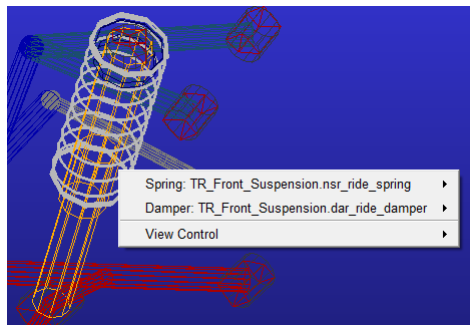 Spring: TR_Front_Suspension.nsr_ride_spring
Damper: TR_Front_Suspension.dar_ride_damper
View Control